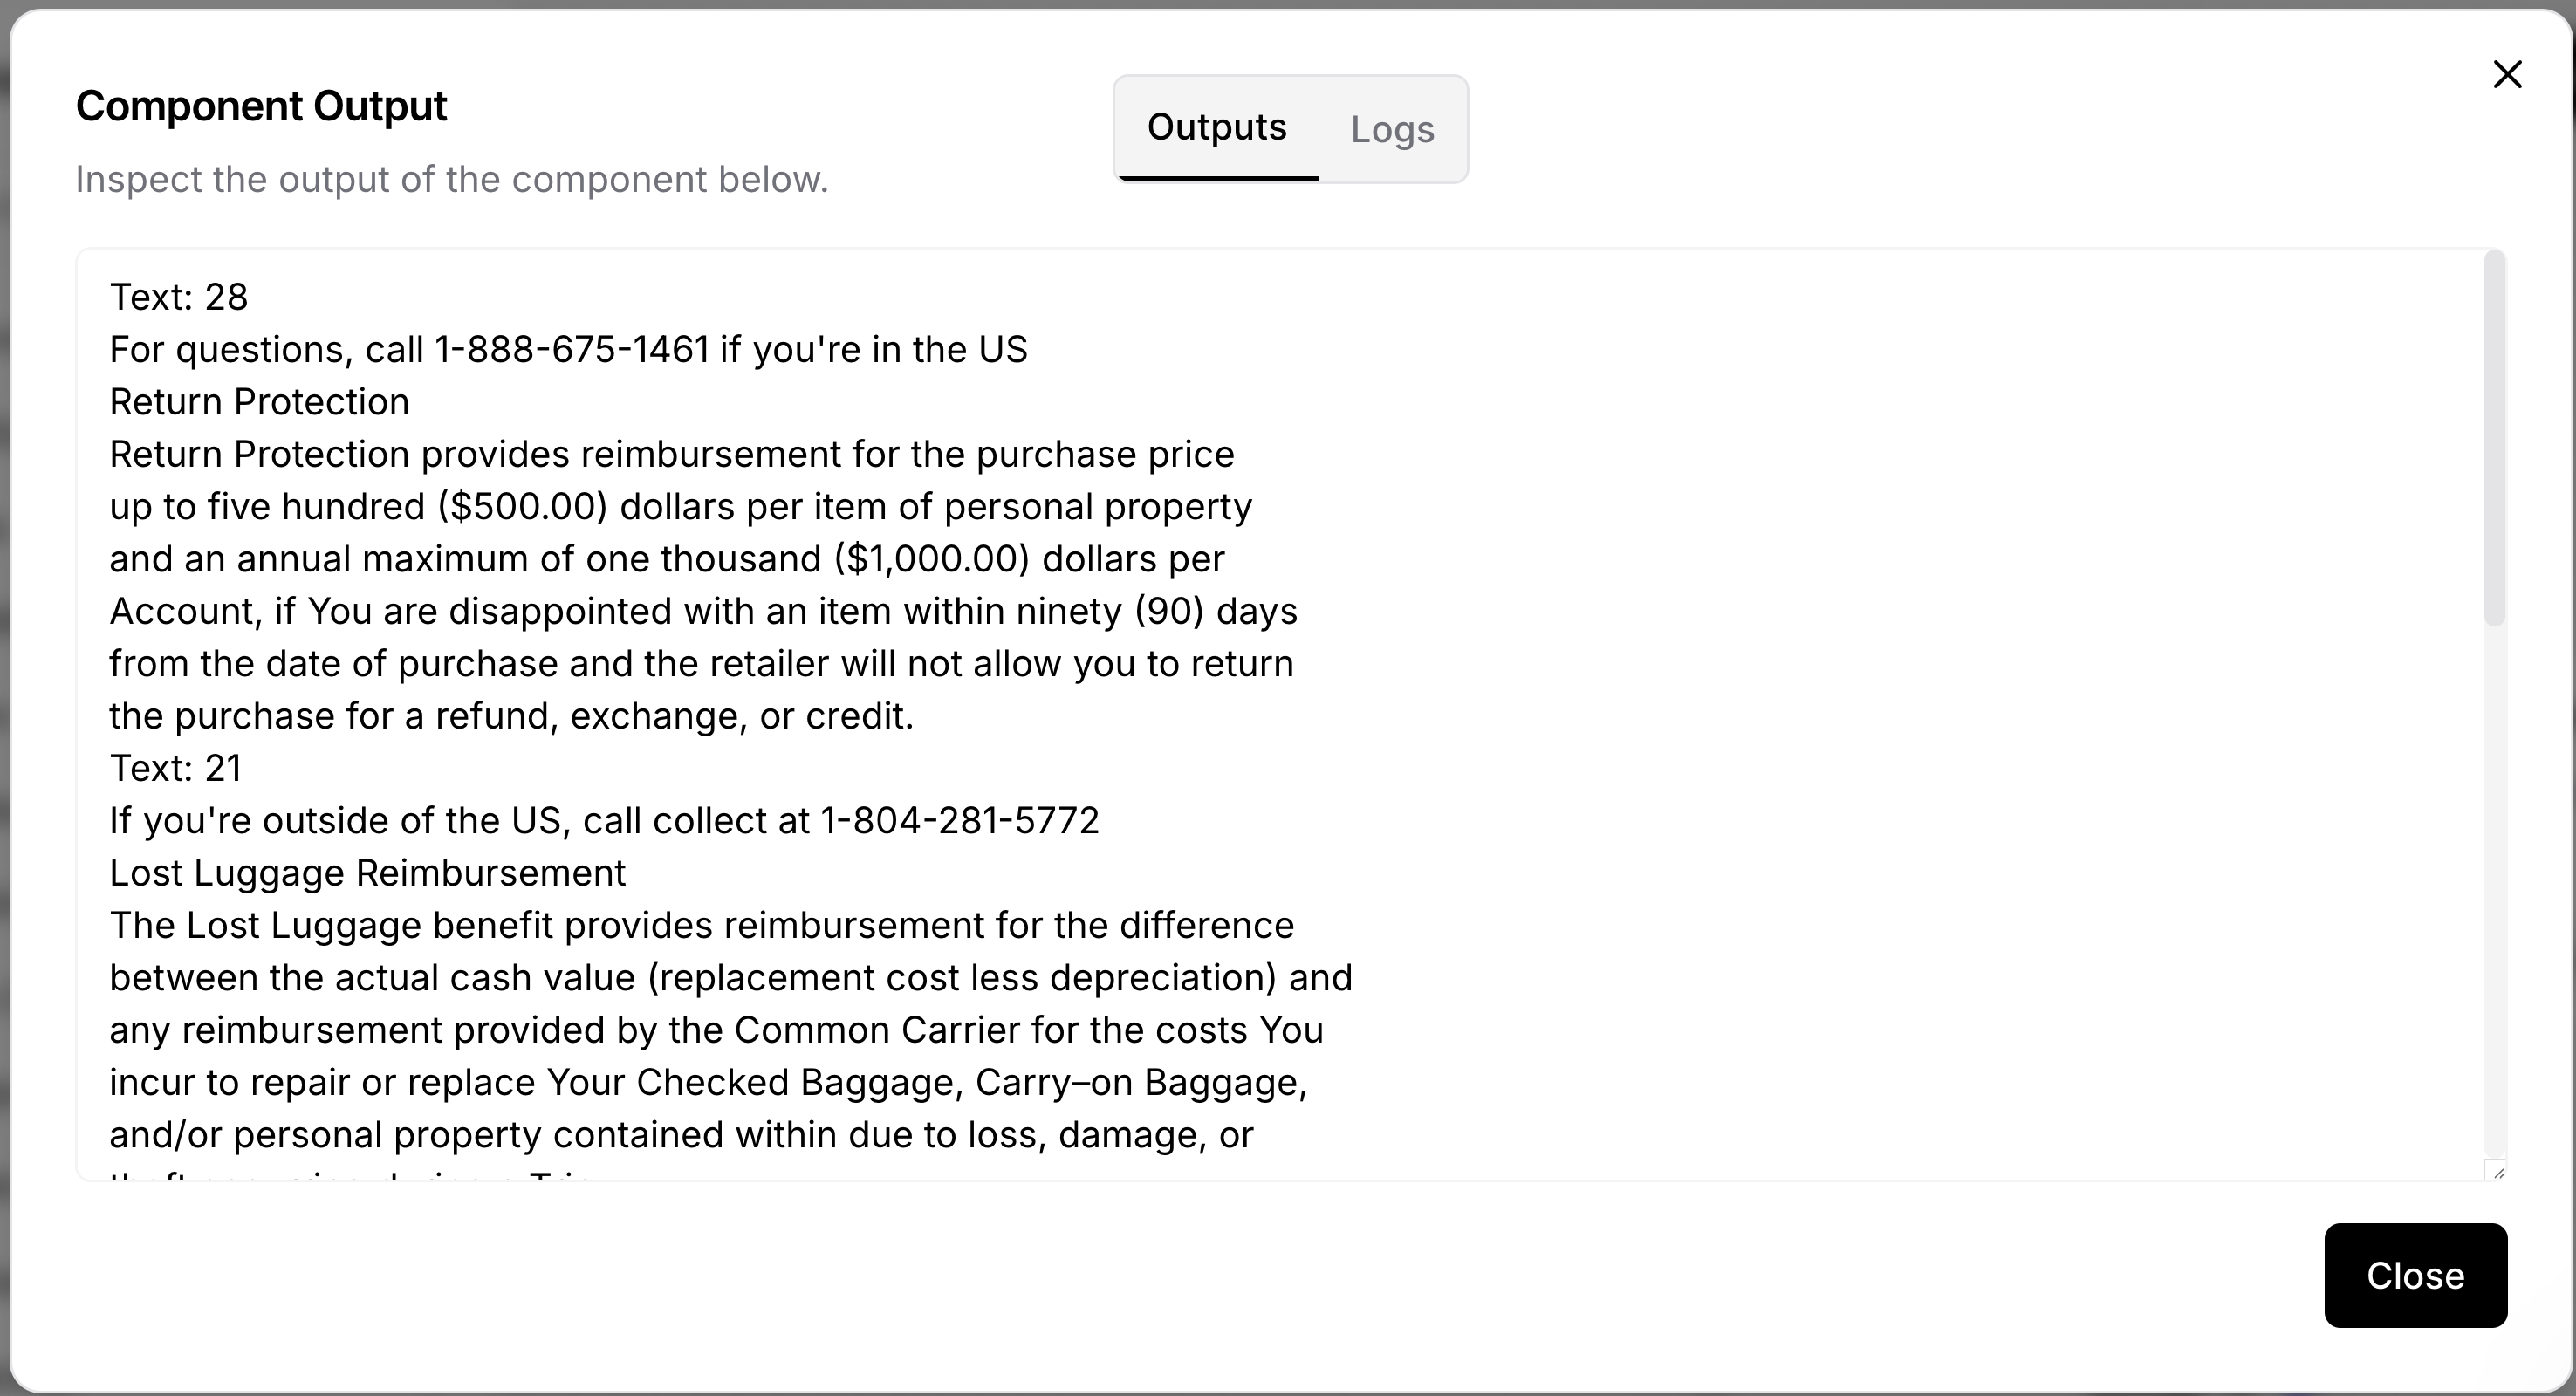 Component Output
Inspect the output of the component below.
Outputs
Logs
Text: 28
For questions, call 1-888-675-1461 if you're in the US
Return Protection
Return Protection provides reimbursement for the purchase price
up to five hundred ($500.00) dollars per item of personal property
and an annual maximum of one thousand ($1,000.00) dollars per
Account, if You are disappointed with an item within ninety (90) days
from the date of purchase and the retailer will not allow you to return
the purchase for a refund, exchange, or credit.
Text: 21
If you're outside of the US, call collect at 1-804-281-5772
Lost Luggage Reimbursement
The Lost Luggage benefit provides reimbursement for the difference
between the actual cash value (replacement cost less depreciation) and
any reimbursement provided by the Common Carrier for the costs You
incur to repair or replace Your Checked Baggage, Carry–on Baggage,
and/or personal property contained within due to loss, damage, or
Close